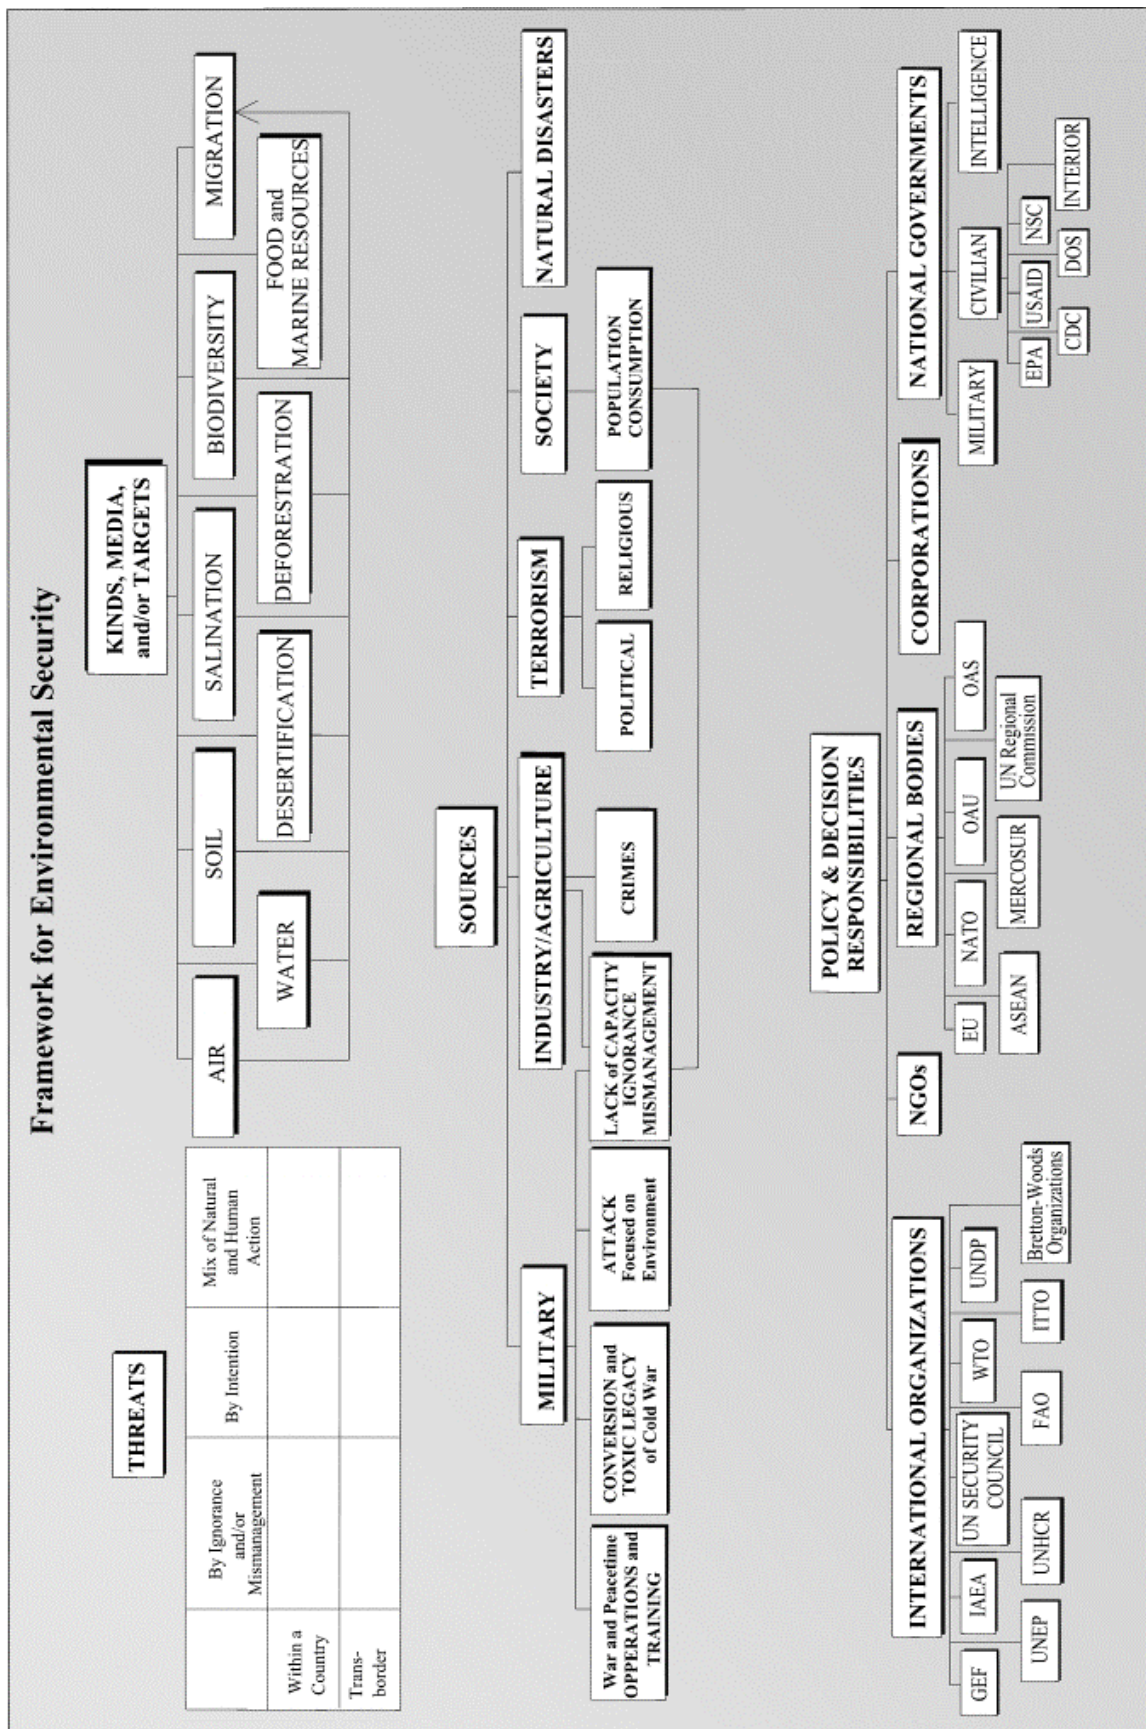 Framework for Environmental Security
THREATS
By Ignorance
and/or
Mismanagement
By Intention
Mix of Natural
and Human
Action
Within a
Country
Trans-
border
KINDS, MEDIA,
and/or TARGETS
AIR
SOIL
SALINATION
BIODIVERSITY
MIGRATION
WATER
DESERTIFICATION
DEFORESTRATION
FOOD and
MARINE RESOURCES
SOURCES
MILITARY
INDUSTRY/AGRICULTURE
TERRORISM
SOCIETY
NATURAL DISASTERS
War and Peacetime
OPPERATIONS and
TRAINING
CONVERSION and
TOXIC LEGACY
of Cold War
ATTACK
Focused on
Environment
LACK of CAPACITY
IGNORANCE
MISMANAGEMENT
CRIMES
POLITICAL
RELIGIOUS
POPULATION
CONSUMPTION
POLICY & DECISION
RESPONSIBILITIES
INTERNATIONAL ORGANIZATIONS
NGOs
REGIONAL BODIES
CORPORATIONS
NATIONAL GOVERNMENTS
GEF
IAEA
UN SECURITY
COUNCIL
WTO
UNDP
UNEP
UNHCR
FAO
ITTO
Bretton-Woods
Organizations
EU
NATO
OAU
OAS
ASEAN
MERCOSUR
UN Regional
Commission
MILITARY
CIVILIAN
INTELLIGENCE
EPA
USAID
NSC
CDC
DOS
INTERIOR